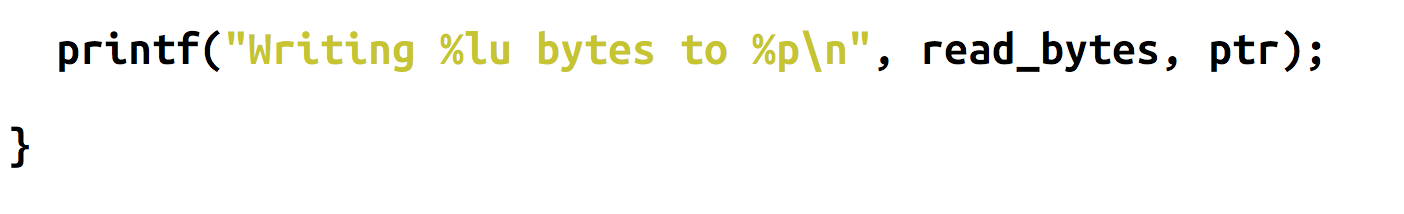 printf("Writing %lu bytes to %p\n", read_bytes, ptr);
}